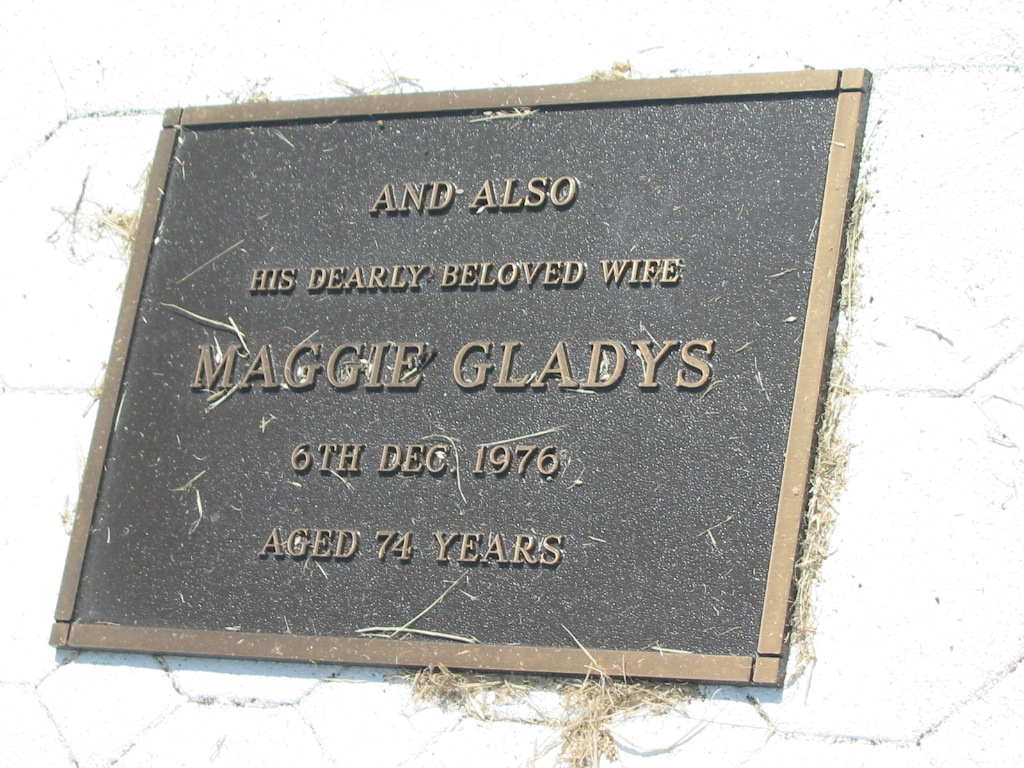 AND ALSO
HIS DEARLY BELOVED WIFE
MAGGIE GLADYS
6TH DEC. 1976
AGED 74 YEARS